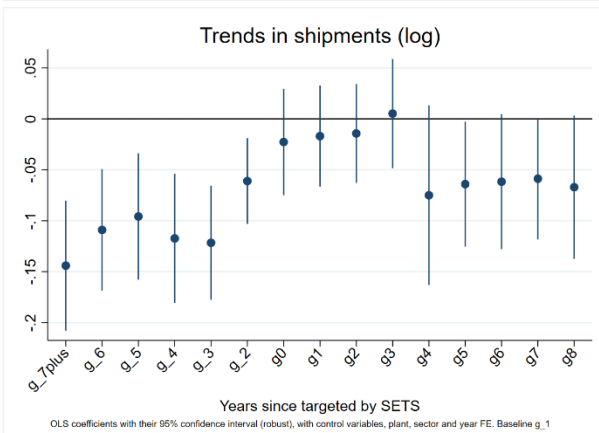 Trends in shipments (log)
.05
0
-.05
-.1
-.15
-.2
g_7plus g_6 g_5 g_4 g_3 g_2 g0 g1 g2 g3 g4 g5 g6 g7 g8
Years since targeted by SETS
OLS coefficients with their 95% confidence interval (robust), with control variables, plant, sector and year FE. Baseline g_1